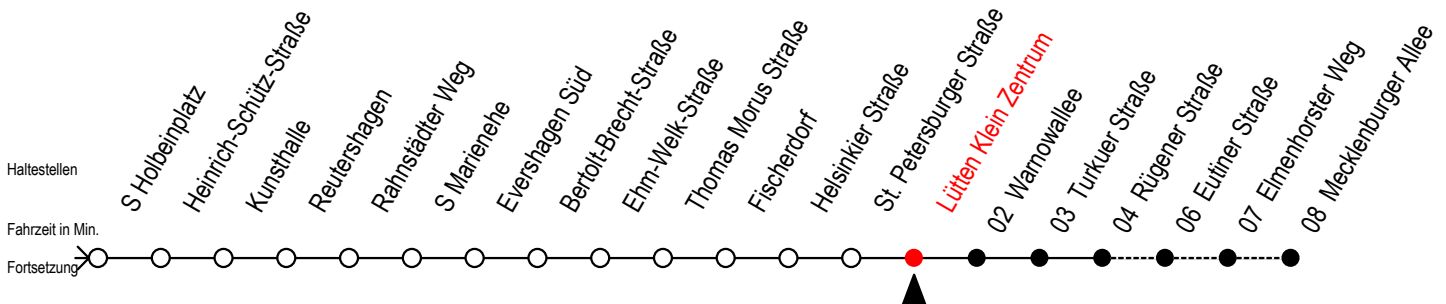 Haltestellen
S Holbeinplatz
Heinrich-Schütz-Straße
Kunsthalle
Reutershagen
Rahnstädter Weg
S Marienehe
Evershagen Süd
Bertolt-Brecht-Straße
Ehm-Welk-Straße
Thomas Morus Straße
Fischerdorf
Helsinkier Straße
St. Petersburger Straße
Lütten Klein Zentrum
02 Warnowallee
03 Turkuer Straße
04 Rügener Straße
06 Eutiner Straße
07 Elmenhorster Weg
08 Mecklenburger Allee
Fahrzeit in Min.
Fortsetzung